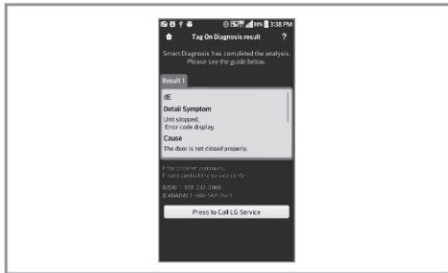 86% 3:38 PM
Tag On Diagnosis result ?
Smart Diagnosis has completed the analysis,
Please see the guide below.
Result 1
dE
Detail Symptom
Unit stopped,
Error code display.
Cause
The door is not closed properly.
Press to Call LG Service